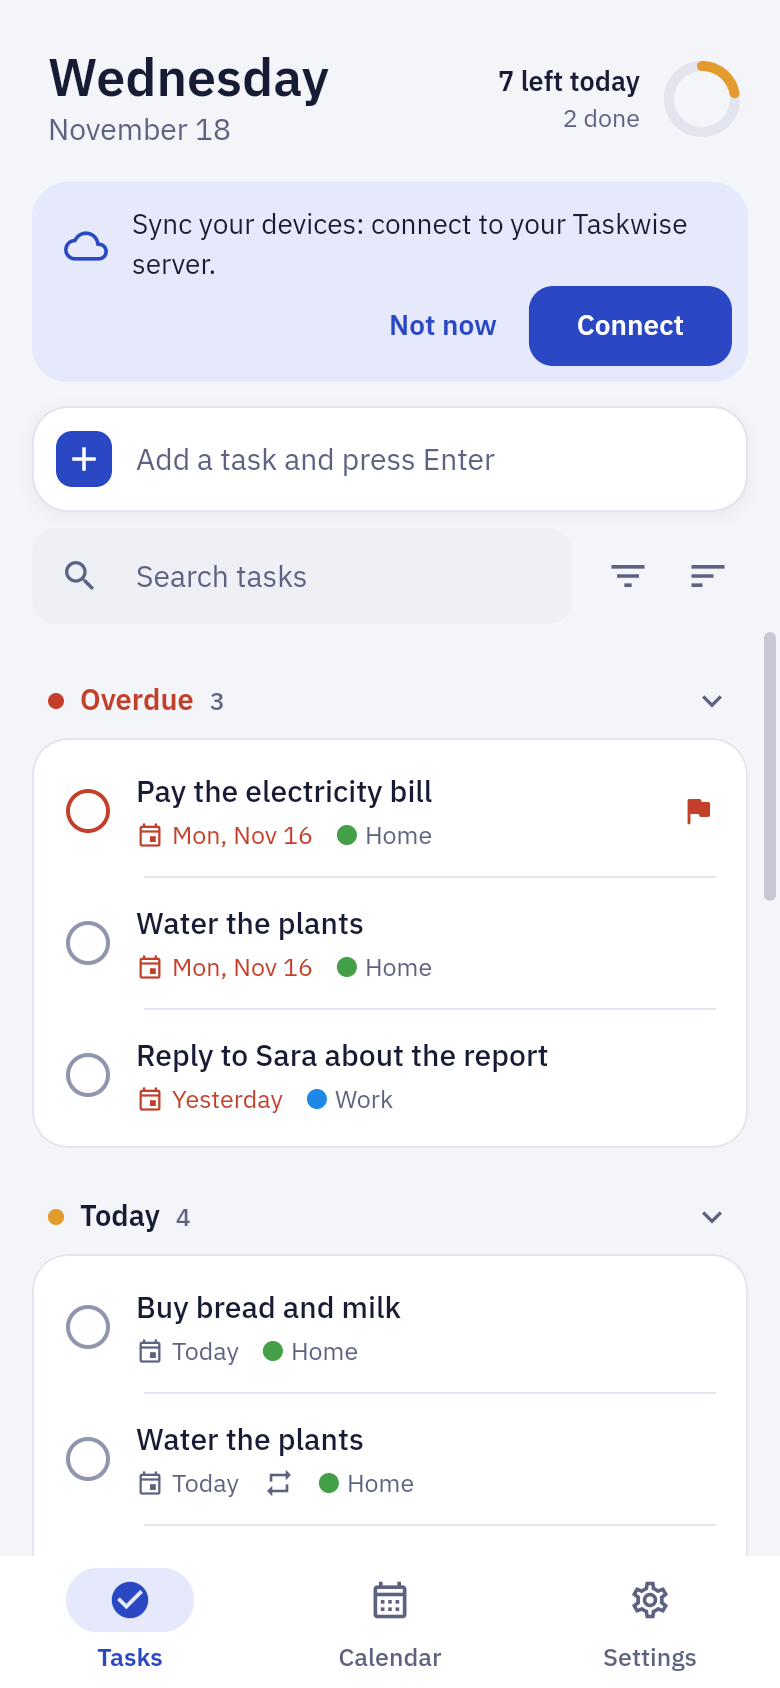 Wednesday
7 left today
November 18
2 done
Sync your devices: connect to your Taskwise
server.
Not now
Connect
Add a task and press Enter
Search tasks
Overdue 3
Pay the electricity bill
Mon, Nov 16 Home
Water the plants
Mon, Nov 16 Home
Reply to Sara about the report
Yesterday Work
Today 4
Buy bread and milk
Today Home
Water the plants
Today Home
Tasks
Calendar
Settings